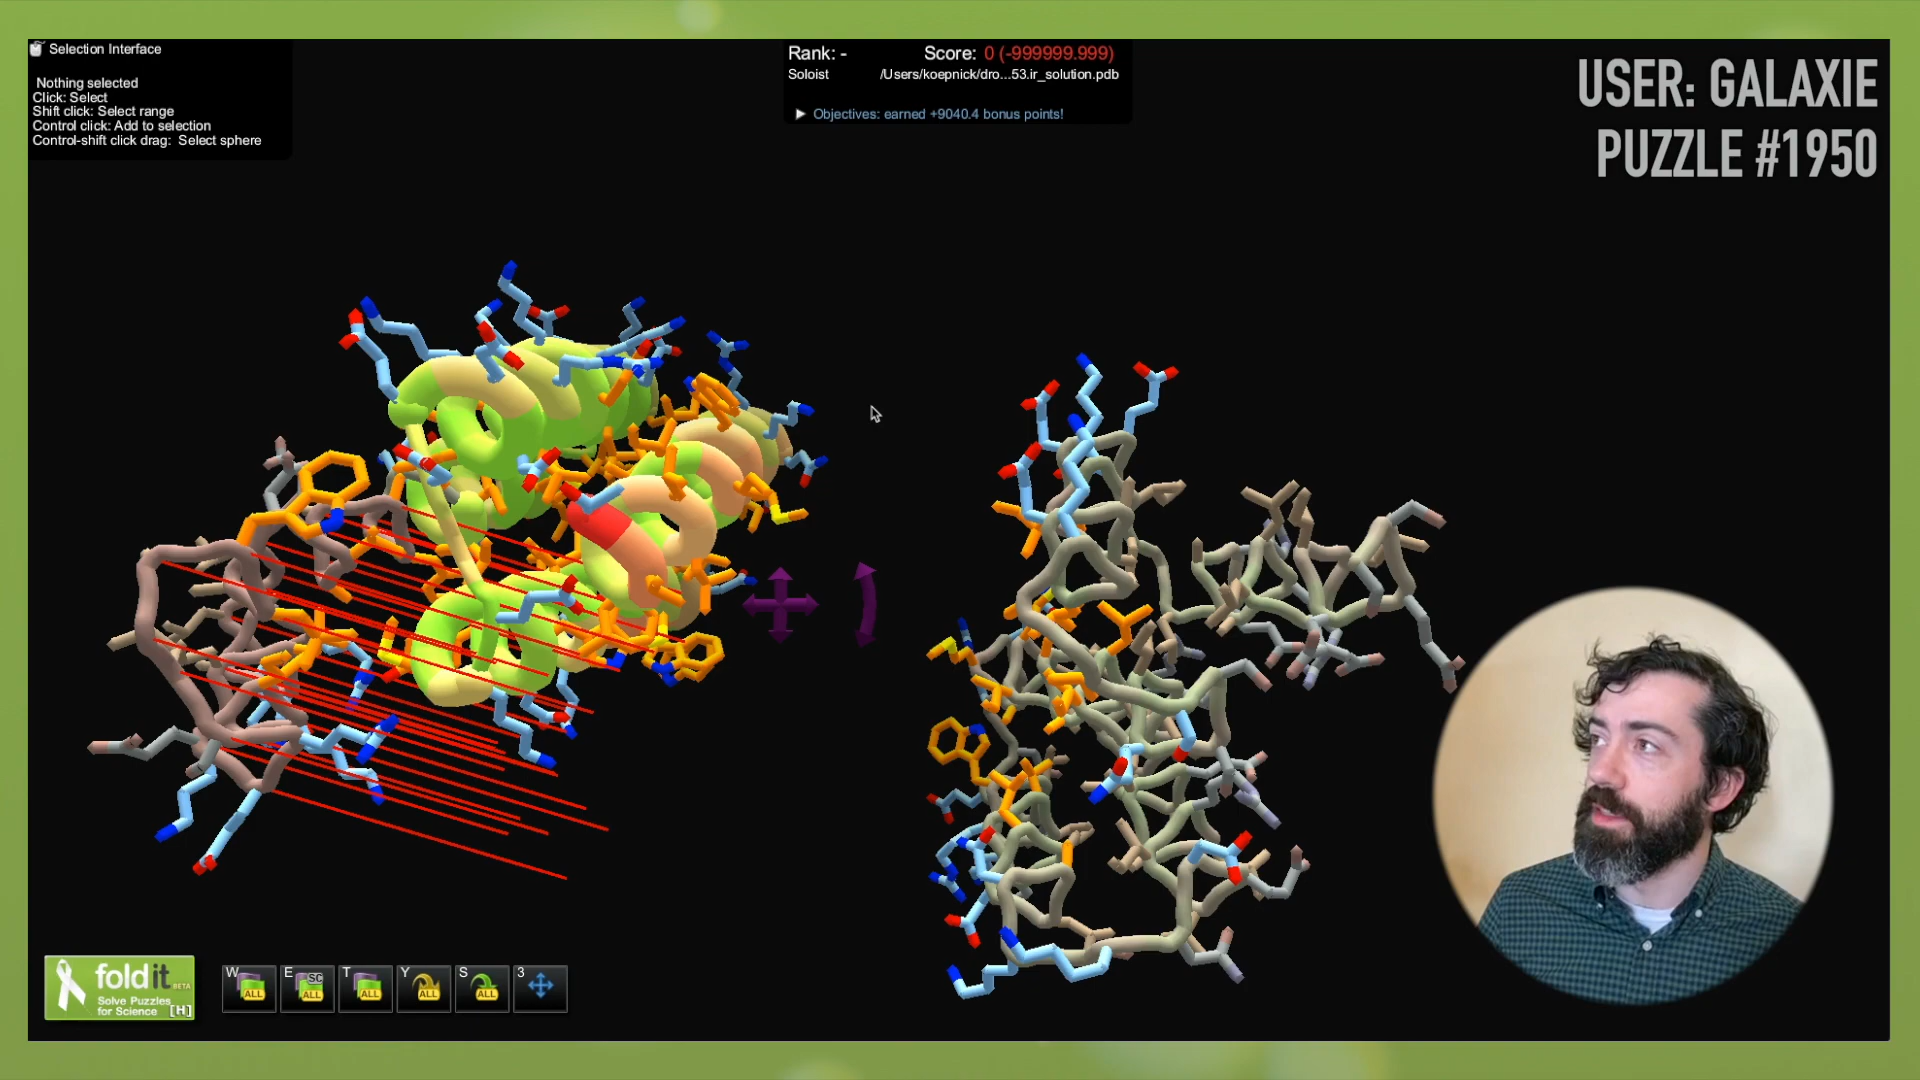 Selection Interface
Nothing selected
Click: Select
Shift click: Select range
Control click: Add to selection
Control-shift click drag: Select sphere
Rank: -
Score: 0 (-999999.999)
Soloist
/Users/koepnick/dro...53.ir_solution.pdb
Objectives: earned +9040.4 bonus points!
USER: GALAXIE
PUZZLE #1950
foldit
BETA
Solve Puzzles
for Science
[H]
W
ALL
E
SC
ALL
T
ALL
Y
ALL
S
ALL
3